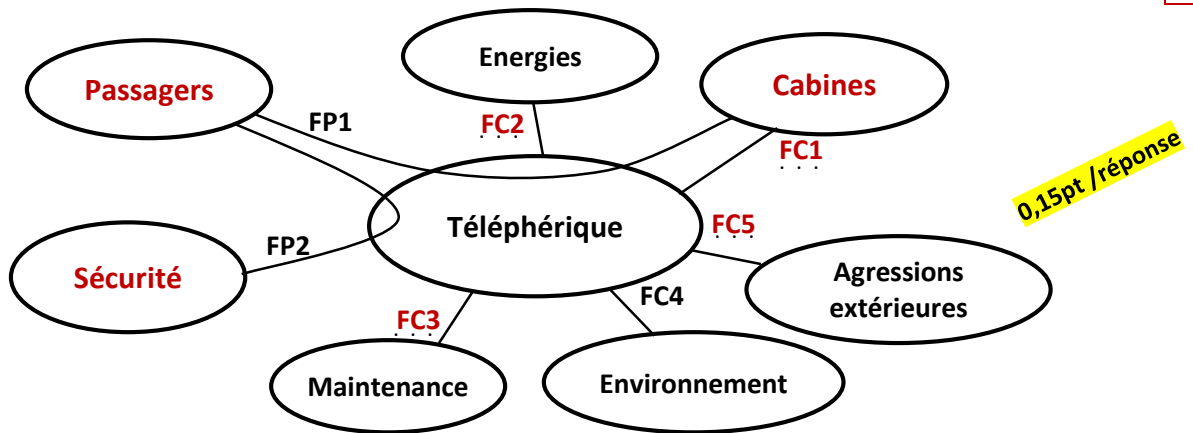 Energies
Passagers
Cabines
FP1
FC2
FC1
0,15pt /réponse
Téléphérique
FC5
FP2
Sécurité
Agressions
extérieures
FC4
FC3
Maintenance
Environnement